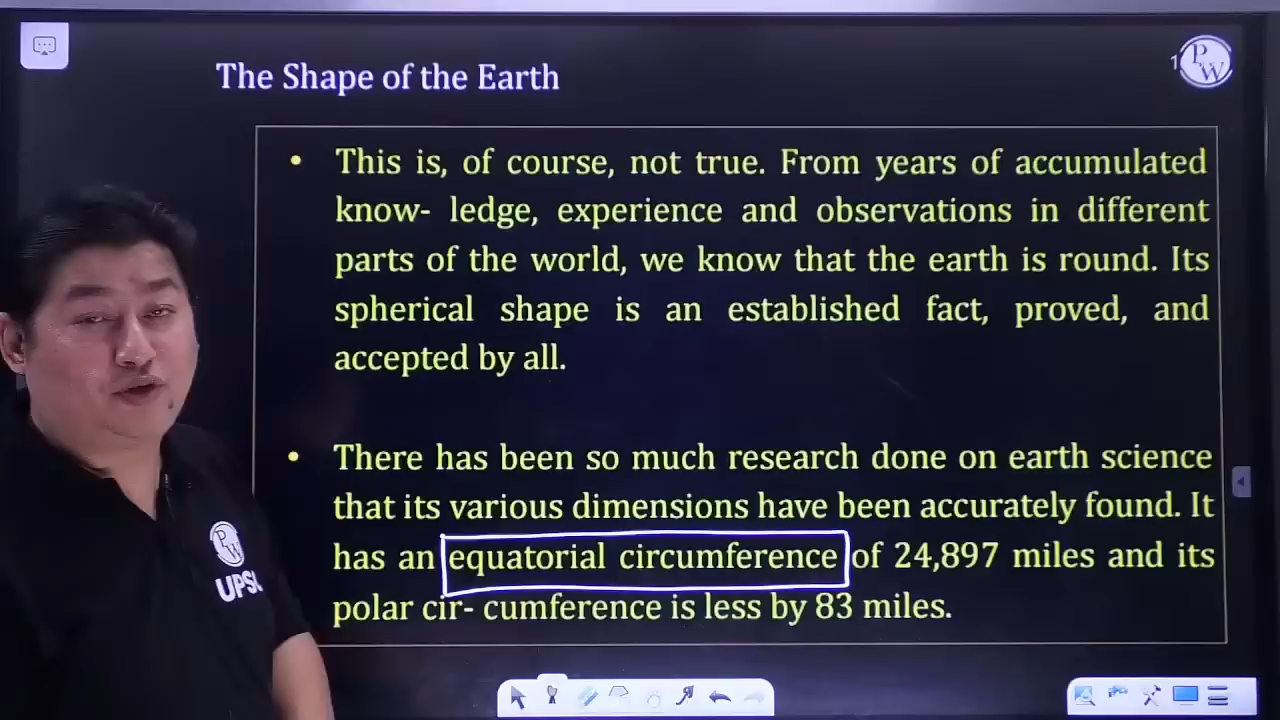 The Shape of the Earth
1
PW
• This is, of course, not true. From years of accumulated
know- ledge, experience and observations in different
parts of the world, we know that the earth is round. Its
spherical shape is an established fact, proved, and
accepted by all.
• There has been so much research done on earth science
that its various dimensions have been accurately found. It
has an equatorial circumference of 24,897 miles and its
polar cir- cumference is less by 83 miles.
PW
UPSC